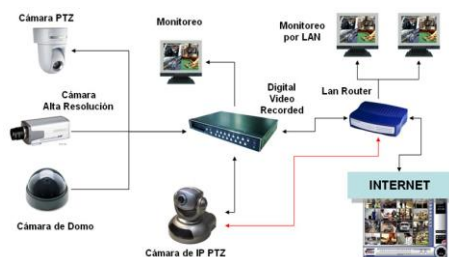 Cámara PTZ
Monitoreo
Monitoreo
por LAN
Cámara
Alta Resolución
Digital
Video
Recorded
Lan Router
INTERNET
Cámara de Domo
Cámara de IP PTZ